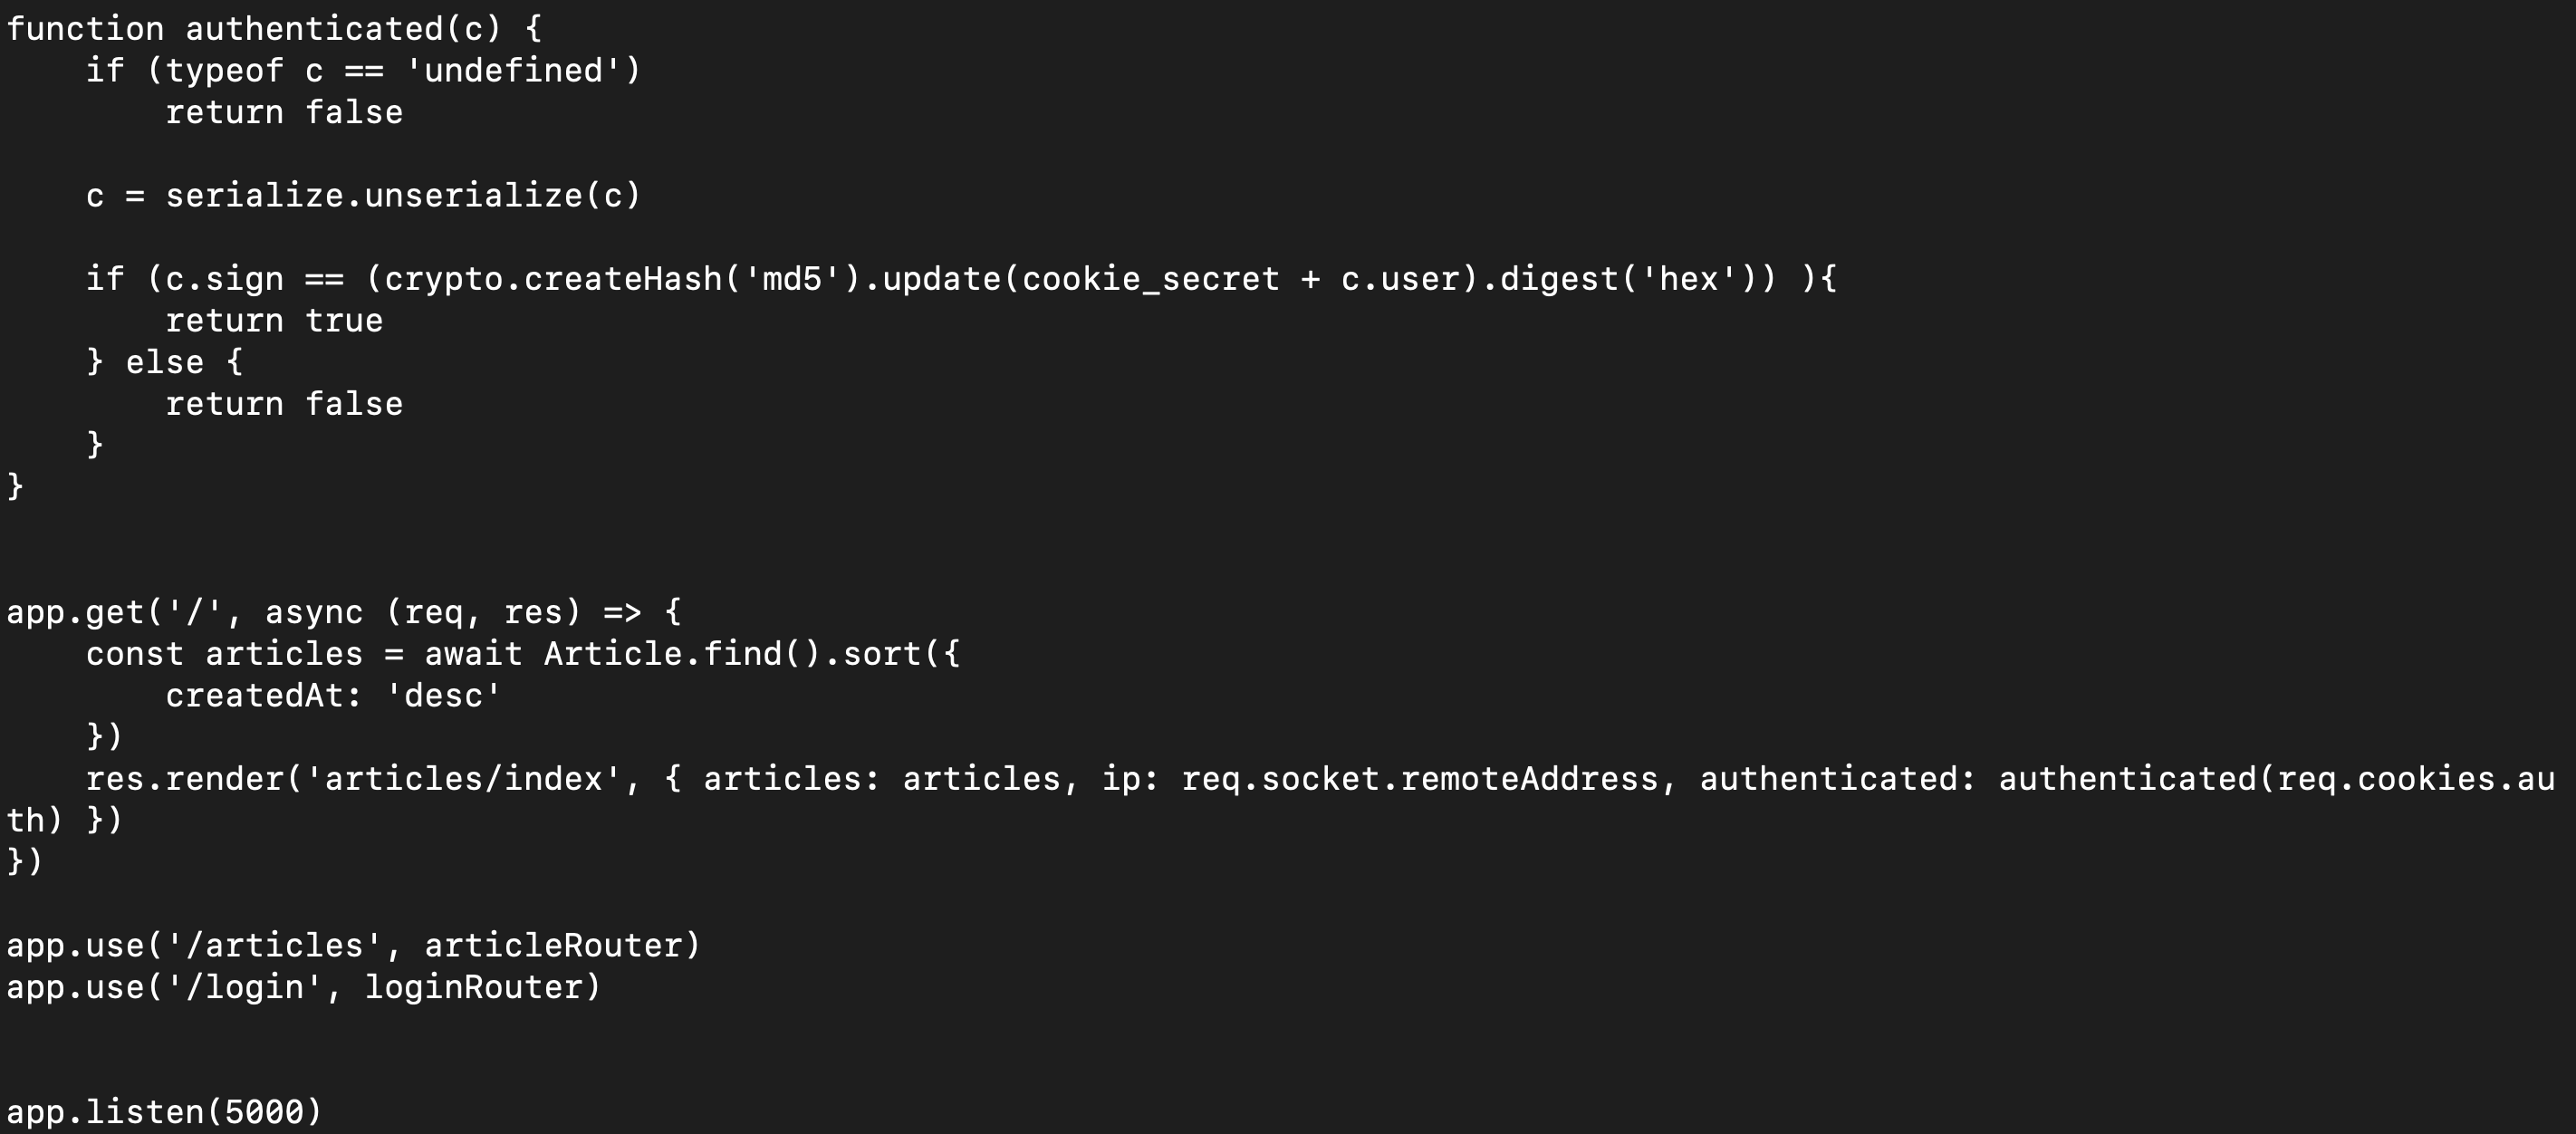 function authenticated(c) {
    if (typeof c == 'undefined')
        return false

    c = serialize.unserialize(c)

    if (c.sign == (crypto.createHash('md5').update(cookie_secret + c.user).digest('hex')) ){
        return true
    } else {
        return false
    }
}


app.get('/', async (req, res) => {
    const articles = await Article.find().sort({
        createdAt: 'desc'
    })
    res.render('articles/index', { articles: articles, ip: req.socket.remoteAddress, authenticated: authenticated(req.cookies.au
th) })
})

app.use('/articles', articleRouter)
app.use('/login', loginRouter)


app.listen(5000)